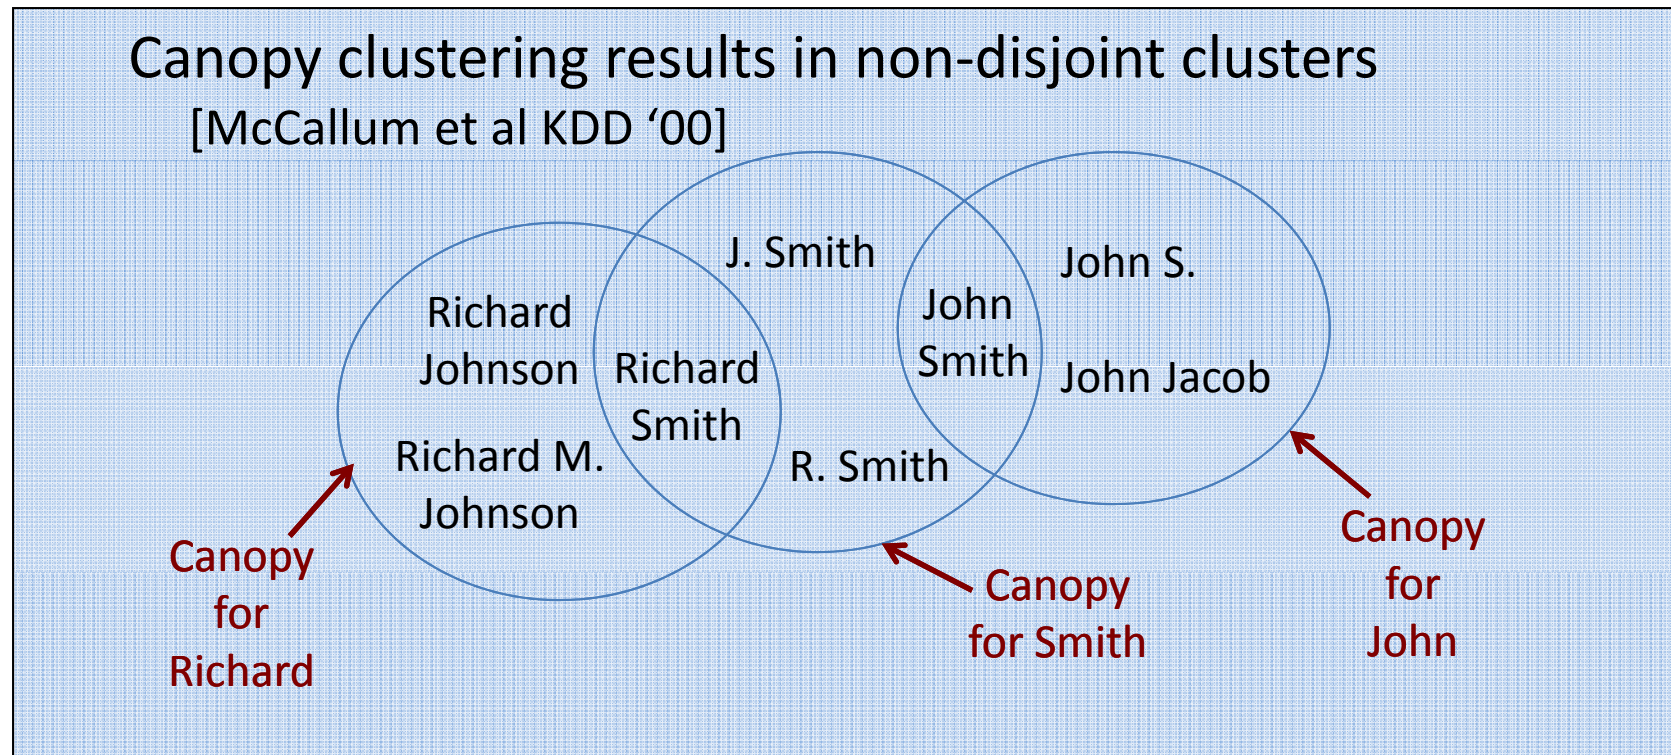 Canopy clustering results in non-disjoint clusters
[McCallum et al KDD ‘00]
Richard
Johnson
Richard M.
Johnson
Richard
Smith
J. Smith
R. Smith
John
Smith
John S.
John Jacob
Canopy
for
Richard
Canopy
for Smith
Canopy
for
John